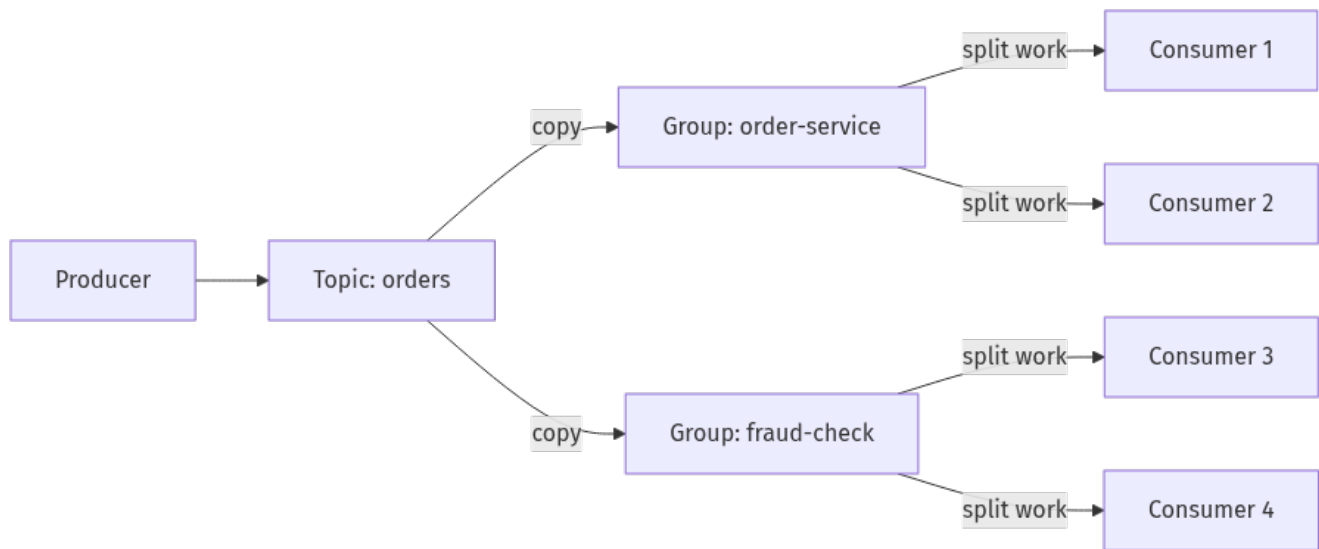 Producer
Topic: orders
copy
Group: order-service
split work
Consumer 1
split work
Consumer 2
copy
Group: fraud-check
split work
Consumer 3
split work
Consumer 4